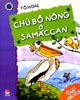 TÔ HOÀI
CHÚ BỒ NÔNG
Ở
SAMACCAN